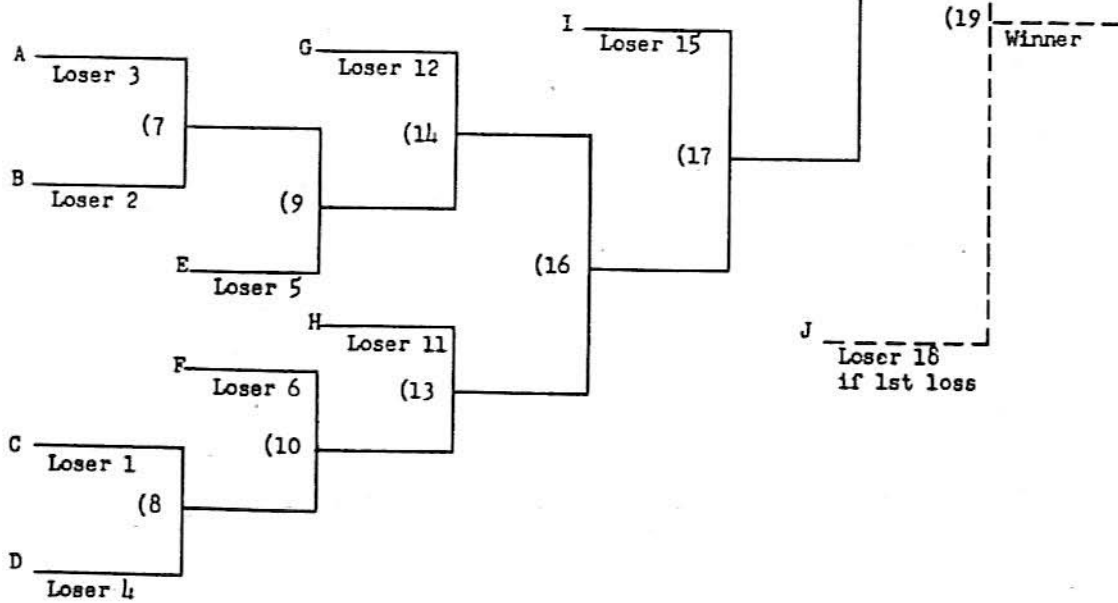 (19
Winner
I
Loser 15
G
Loser 12
A
Loser 3
(7
(14
(17
B
Loser 2
(9
E
Loser 5
(16
H
Loser 11
J
Loser 18
if 1st loss
F
Loser 6
(13
(10
C
Loser 1
(8
D
Loser 4